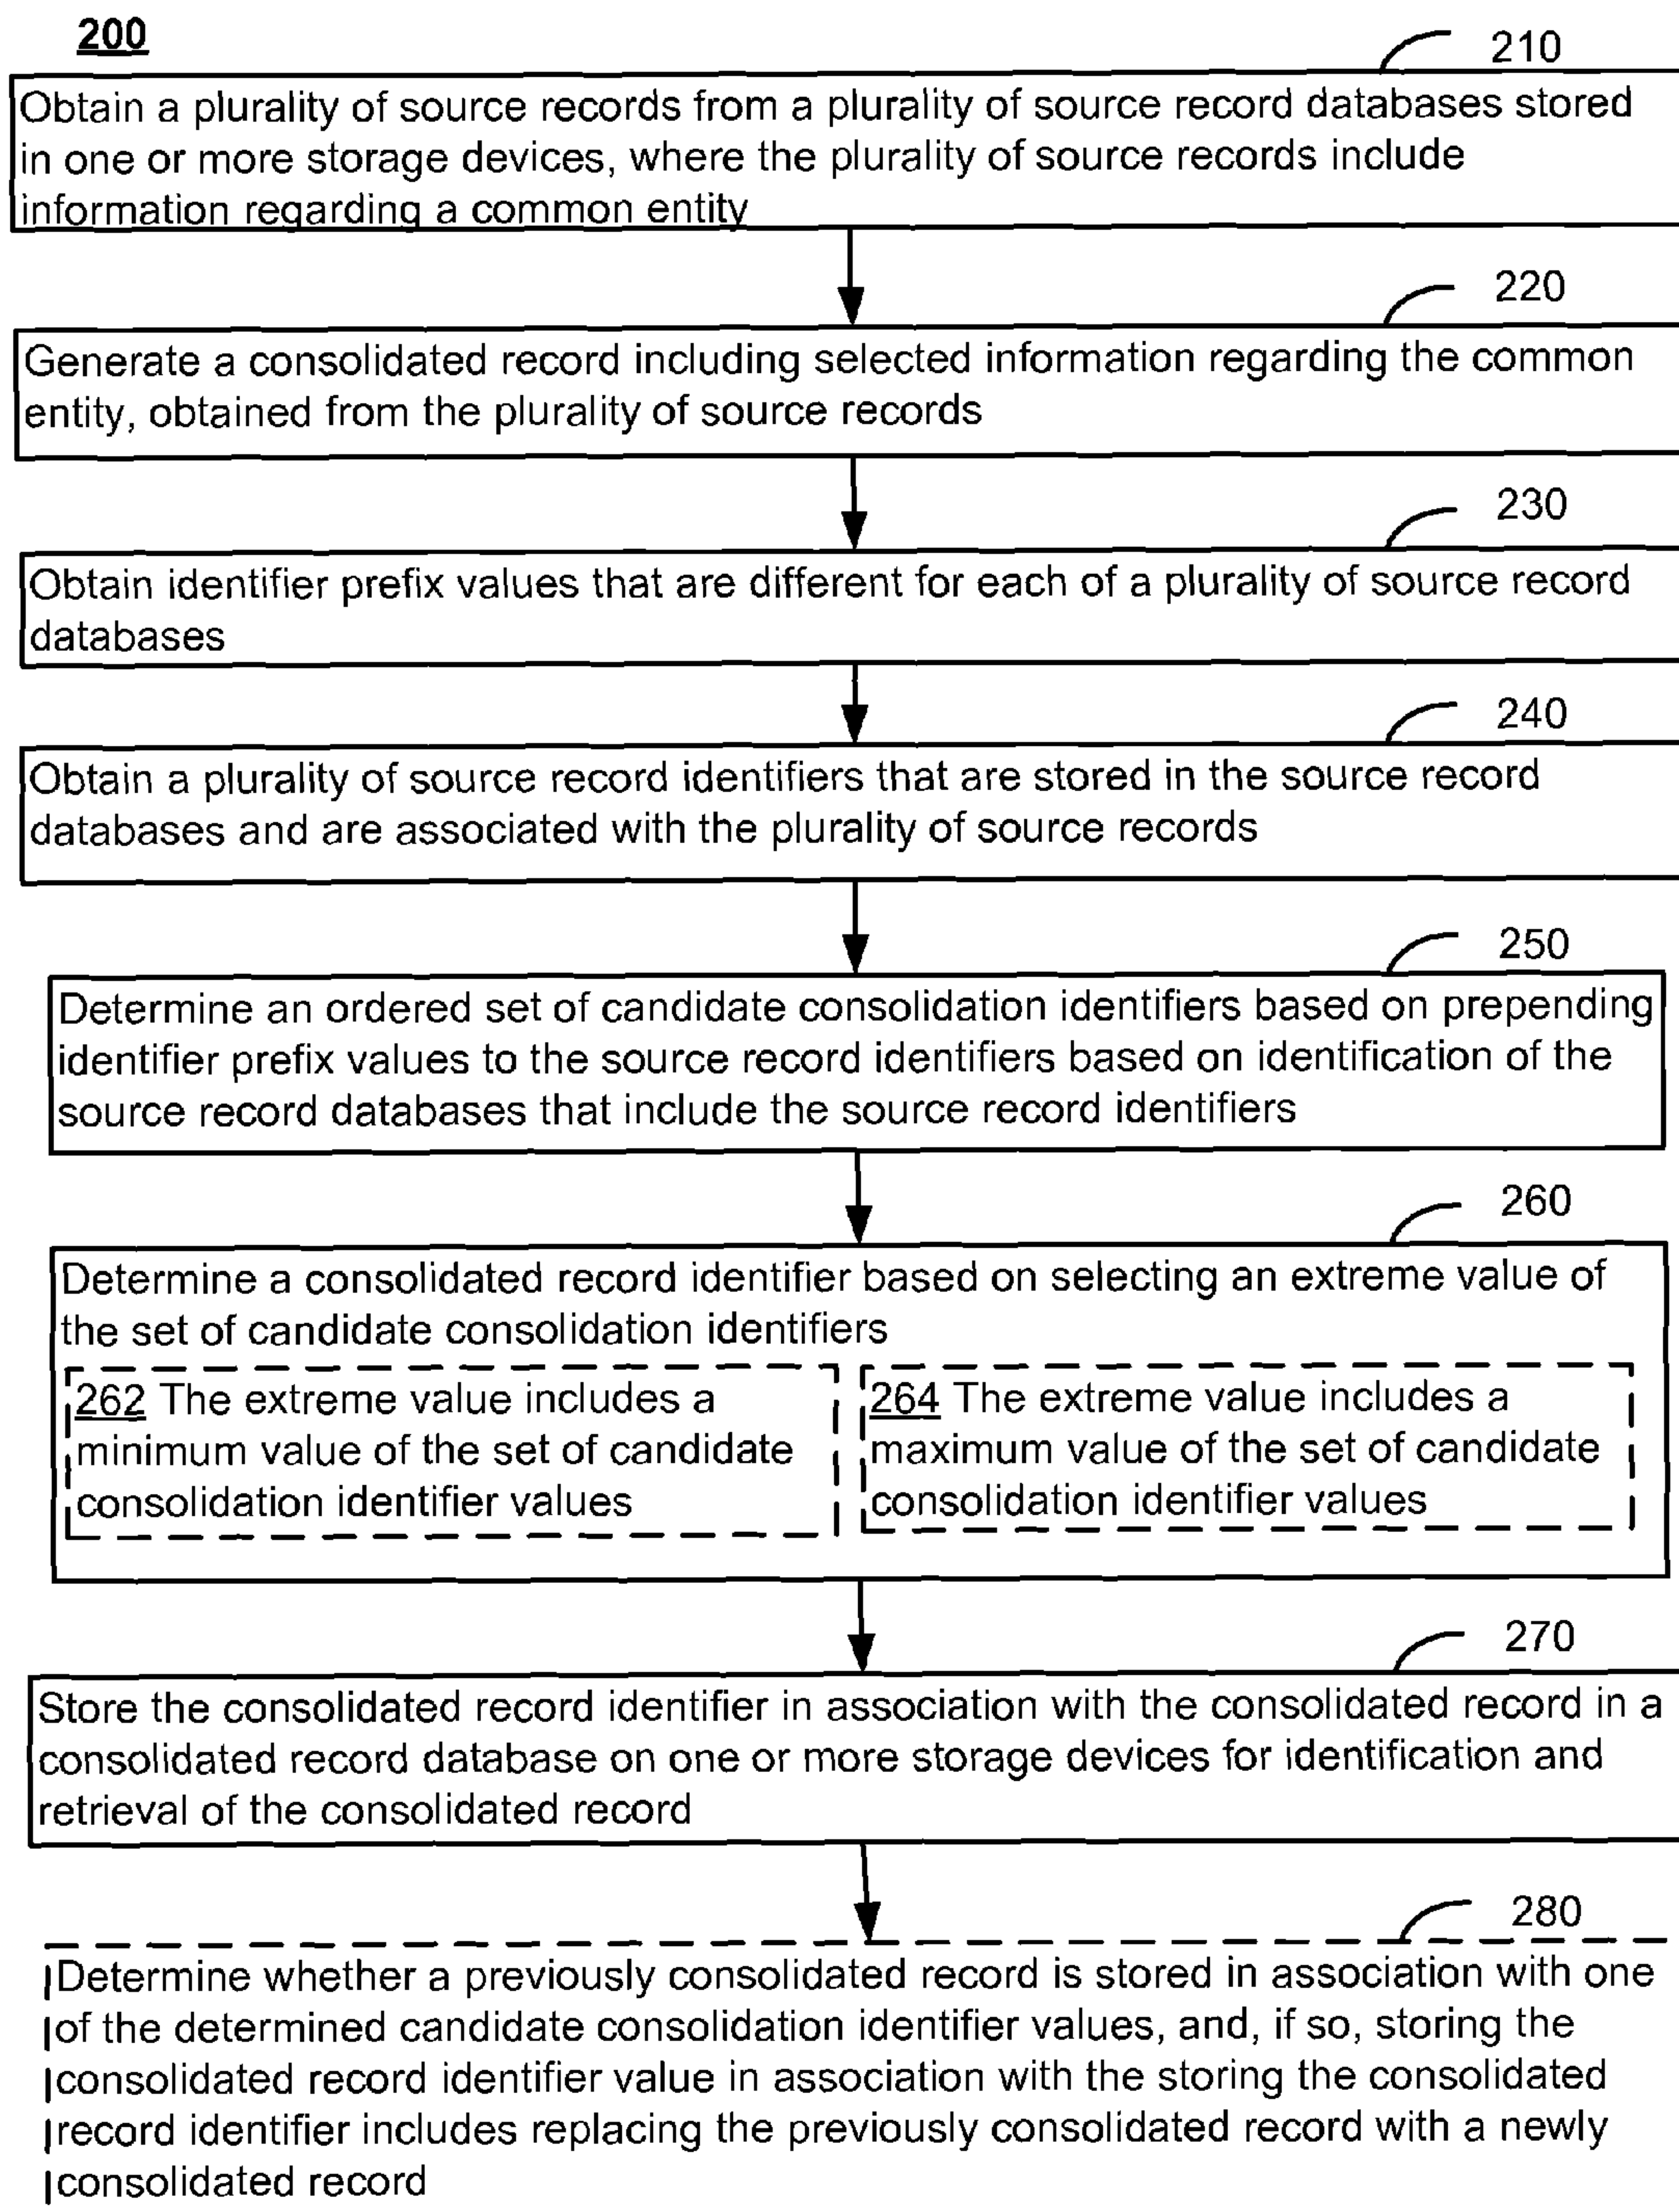 200
210
Obtain a plurality of source records from a plurality of source record databases stored
in one or more storage devices, where the plurality of source records include
information regarding a common entity
220
Generate a consolidated record including selected information regarding the common
entity, obtained from the plurality of source records
230
Obtain identifier prefix values that are different for each of a plurality of source record
databases
240
Obtain a plurality of source record identifiers that are stored in the source record
databases and are associated with the plurality of source records
250
Determine an ordered set of candidate consolidation identifiers based on prepending
identifier prefix values to the source record identifiers based on identification of the
source record databases that include the source record identifiers
260
Determine a consolidated record identifier based on selecting an extreme value of
the set of candidate consolidation identifiers
262 The extreme value includes a
minimum value of the set of candidate
consolidation identifier values
264 The extreme value includes a
maximum value of the set of candidate
consolidation identifier values
270
Store the consolidated record identifier in association with the consolidated record in a
consolidated record database on one or more storage devices for identification and
retrieval of the consolidated record
280
Determine whether a previously consolidated record is stored in association with one
of the determined candidate consolidation identifier values, and, if so, storing the
consolidated record identifier value in association with the storing the consolidated
record identifier includes replacing the previously consolidated record with a newly
consolidated record